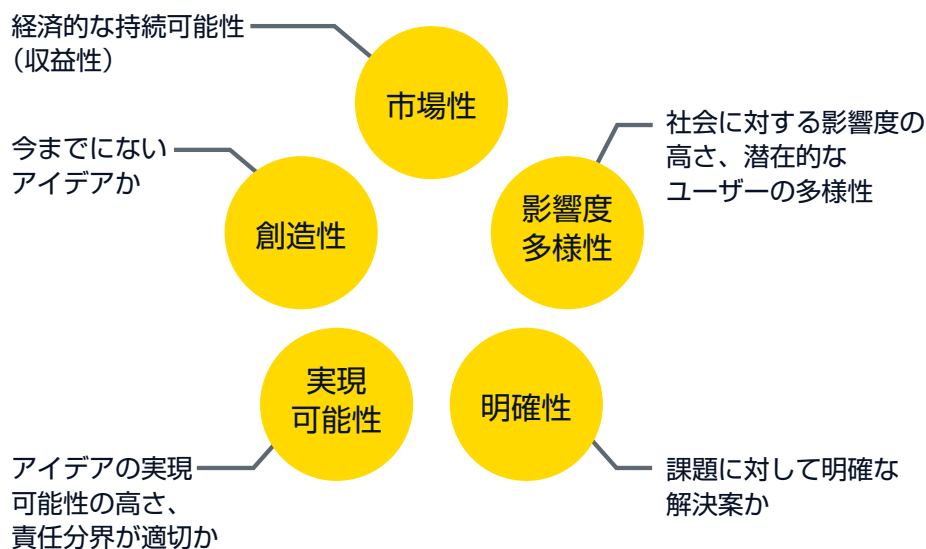 経済的な持続可能性
（収益性）
市場性
社会に対する影響度の
高さ、潜在的な
ユーザーの多様性
影響度
多様性
今までにない
アイデアか
創造性
実現
可能性
アイデアの実現
可能性の高さ、
責任分界が適切か
明確性
課題に対して明確な
解決案か